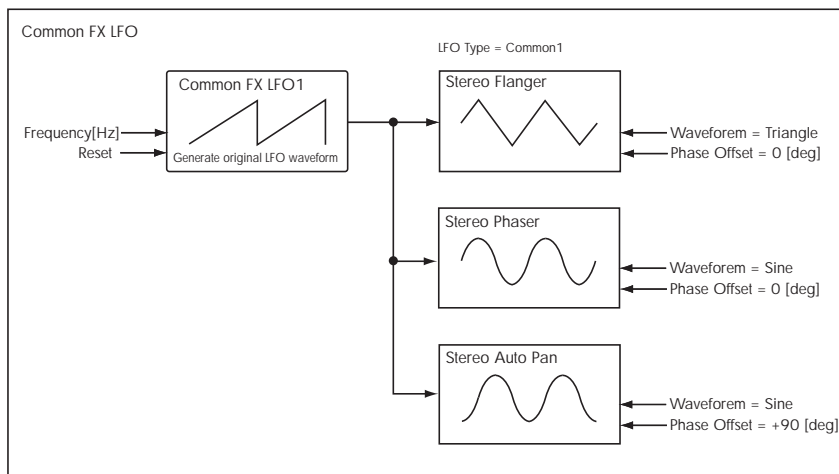 Common FX LFO
LFO Type = Common1
Common FX LFO1
Generate original LFO waveform
Frequency[Hz]
Reset
Stereo Flanger
Waveforem = Triangle
Phase Offset = 0 [deg]
Stereo Phaser
Waveforem = Sine
Phase Offset = 0 [deg]
Stereo Auto Pan
Waveforem = Sine
Phase Offset = +90 [deg]